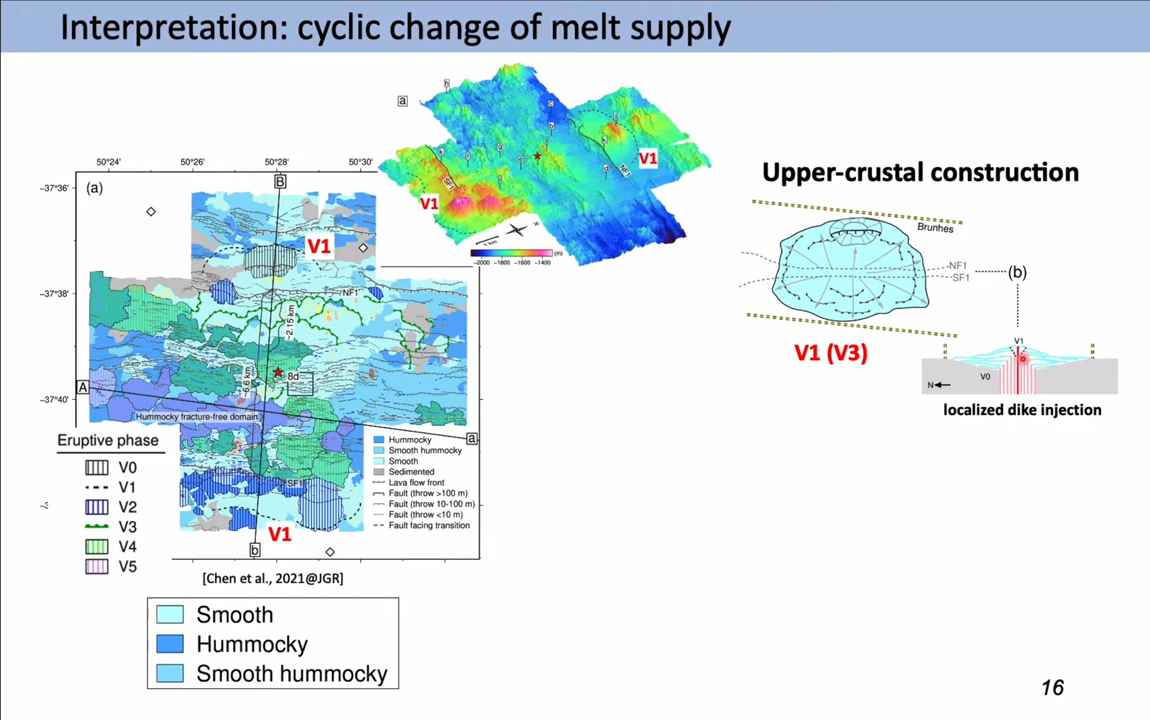 Interpretation: cyclic change of melt supply
h
a
c
b
V1
NF1
SF1
V1
1 km
N
−2000 −1800 −1600 −1400 (m)
50°24' 50°26' 50°28' 50°30'
−37°36'
−37°38'
−37°40'
(a)
B
V1
NF1
~2.15 km
~6.6 km
8d
A
Hummocky fracture-free domain
a
SF1
V1
b
Eruptive phase
V0
V1
V2
V3
V4
V5
Hummocky
Smooth hummocky
Smooth
Sedimented
Lava flow front
Fault (throw >100 m)
Fault (throw 10-100 m)
Fault (throw <10 m)
Fault facing transition
[Chen et al., 2021@JGR]
Smooth
Hummocky
Smooth hummocky
Upper-crustal construction
Brunhes
NF1
SF1
(b)
V1 (V3)
V1
V0
N
localized dike injection
16